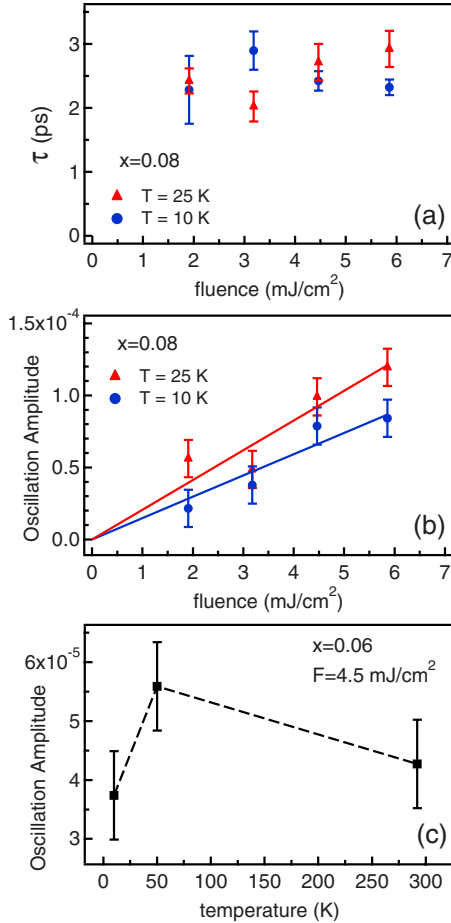 3
2
1
0
τ (ps)
x=0.08
T = 25 K
T = 10 K
(a)
0 1 2 3 4 5 6 7
fluence (mJ/cm²)
1.5x10⁻⁴
1.0
0.5
0.0
Oscillation Amplitude
x=0.08
T = 25 K
T = 10 K
(b)
0 1 2 3 4 5 6 7
fluence (mJ/cm²)
6x10⁻⁵
5
4
3
Oscillation Amplitude
x=0.06
F=4.5 mJ/cm²
(c)
0 50 100 150 200 250 300
temperature (K)